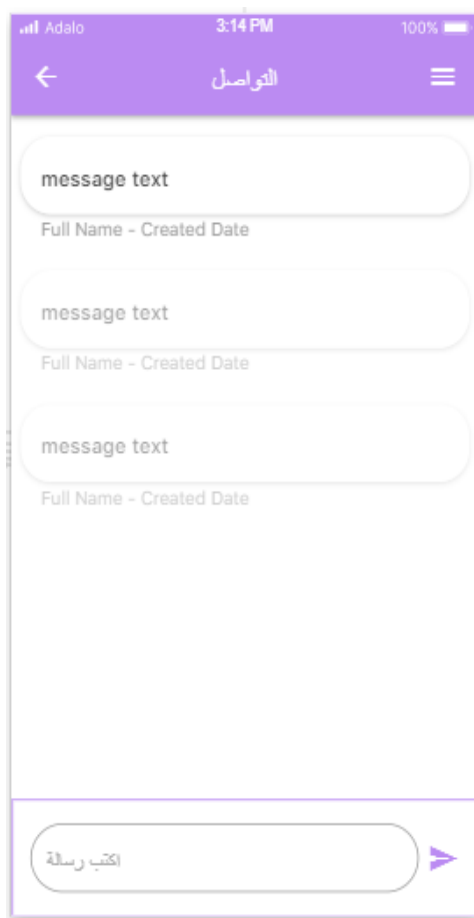 Adalo 3:14 PM 100%
التواصل
message text
Full Name - Created Date
message text
Full Name - Created Date
message text
Full Name - Created Date
اكتب رسالة